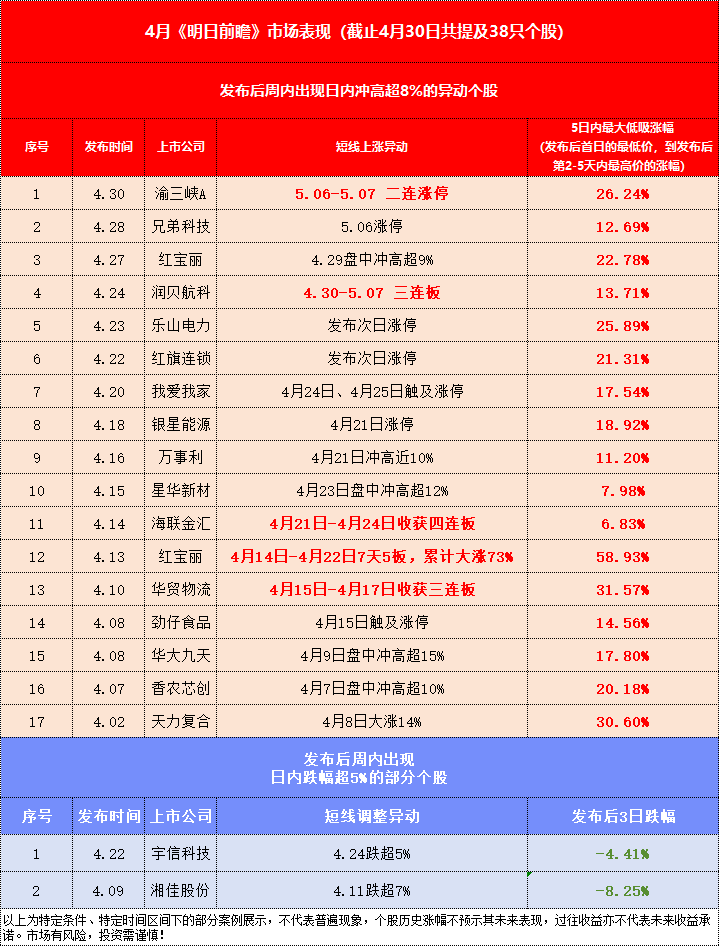 4月《明日前瞻》市场表现（截止4月30日共提及38只个股）
发布后周内出现日内冲高超8%的异动个股
序号 发布时间 上市公司 短线上涨异动 5日内最大低吸涨幅
(发布后首日的最低价，到发布后
第2-5天内最高价的涨幅)
1 4.30 渝三峡A 5.06-5.07 二连涨停 26.24%
2 4.28 兄弟科技 5.06涨停 12.69%
3 4.27 红宝丽 4.29盘中冲高超9% 22.78%
4 4.24 润贝航科 4.30-5.07 三连板 13.71%
5 4.23 乐山电力 发布次日涨停 25.89%
6 4.22 红旗连锁 发布次日涨停 21.31%
7 4.20 我爱我家 4月24日、4月25日触及涨停 17.54%
8 4.18 银星能源 4月21日涨停 18.92%
9 4.16 万事利 4月21日冲高近10% 11.20%
10 4.15 星华新材 4月23日盘中冲高超12% 7.98%
11 4.14 海联金汇 4月21日-4月24日收获四连板 6.83%
12 4.13 红宝丽 4月14日-4月22日7天5板，累计大涨73% 58.93%
13 4.10 华贸物流 4月15日-4月17日收获三连板 31.57%
14 4.08 劲仔食品 4月15日触及涨停 14.56%
15 4.08 华大九天 4月9日盘中冲高超15% 17.80%
16 4.07 香农芯创 4月7日盘中冲高超10% 20.18%
17 4.02 天力复合 4月8日大涨14% 30.60%
发布后周内出现
日内跌幅超5%的部分个股
序号 发布时间 上市公司 短线调整异动 发布后3日跌幅
1 4.22 宇信科技 4.24跌超5% -4.41%
2 4.09 湘佳股份 4.11跌超7% -8.25%
以上为特定条件、特定时间区间下的部分案例展示，不代表普遍现象，个股历史涨幅不预示其未来表现，过往收益亦不代表未来收益承
诺。市场有风险，投资需谨慎！